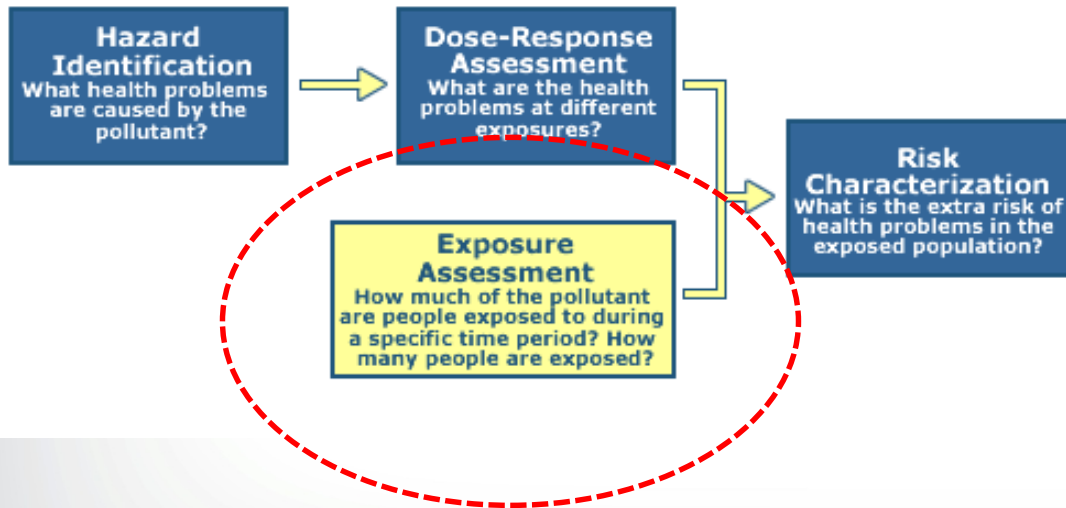 Hazard
Identification
What health problems
are caused by the
pollutant?
Dose-Response
Assessment
What are the health
problems at different
exposures?
Exposure
Assessment
How much of the pollutant
are people exposed to during
a specific time period? How
many people are exposed?
Risk
Characterization
What is the extra risk of
health problems in the
exposed population?